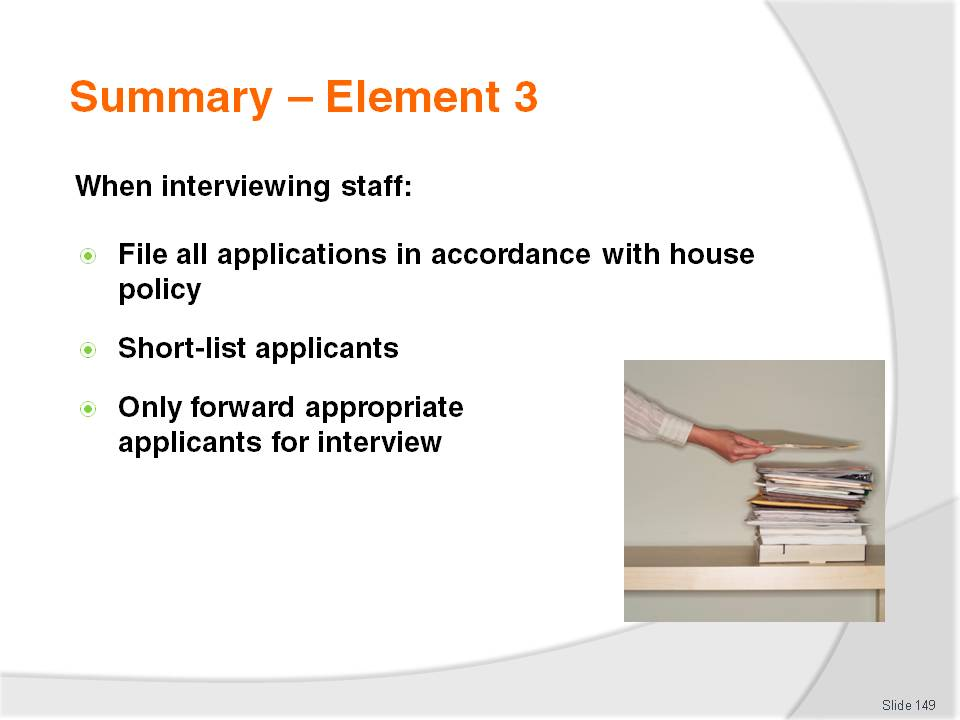 Summary – Element 3
When interviewing staff:
File all applications in accordance with house
policy
Short-list applicants
Only forward appropriate
applicants for interview
Slide 149